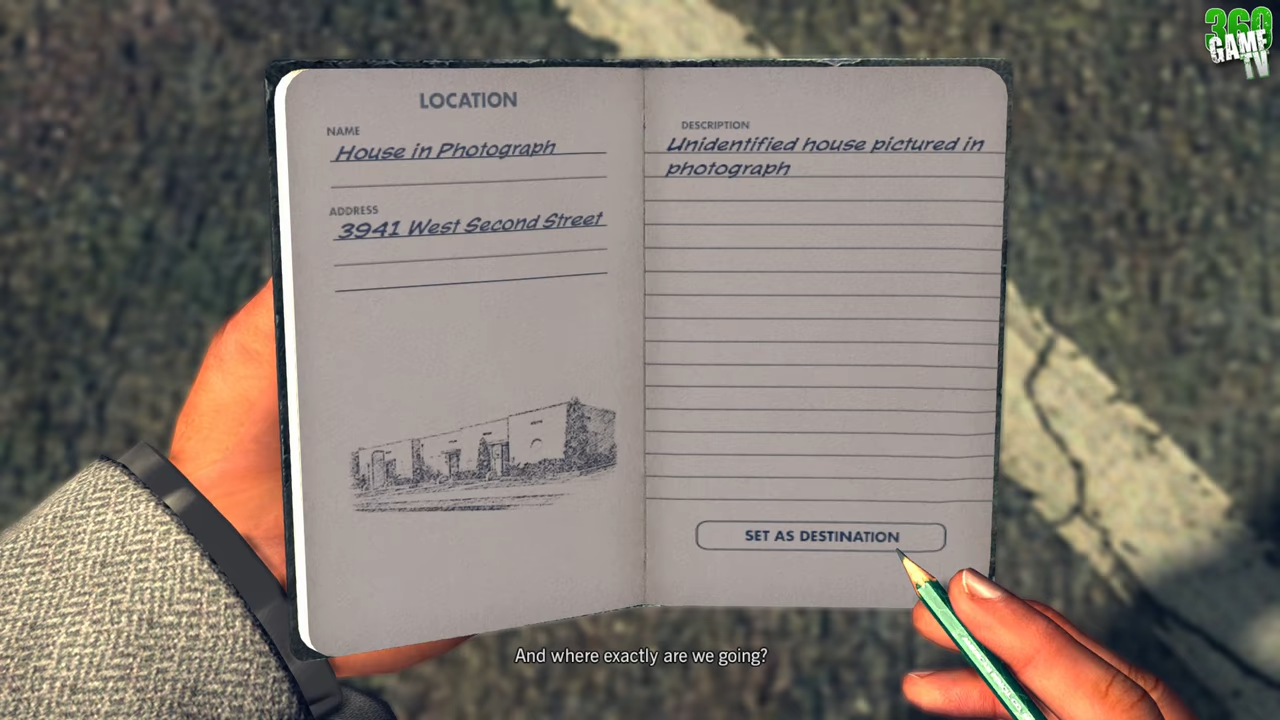 360
GAME
TV
LOCATION
NAME
House in Photograph
ADDRESS
3941 West Second Street
DESCRIPTION
Unidentified house pictured in
photograph
SET AS DESTINATION
And where exactly are we going?